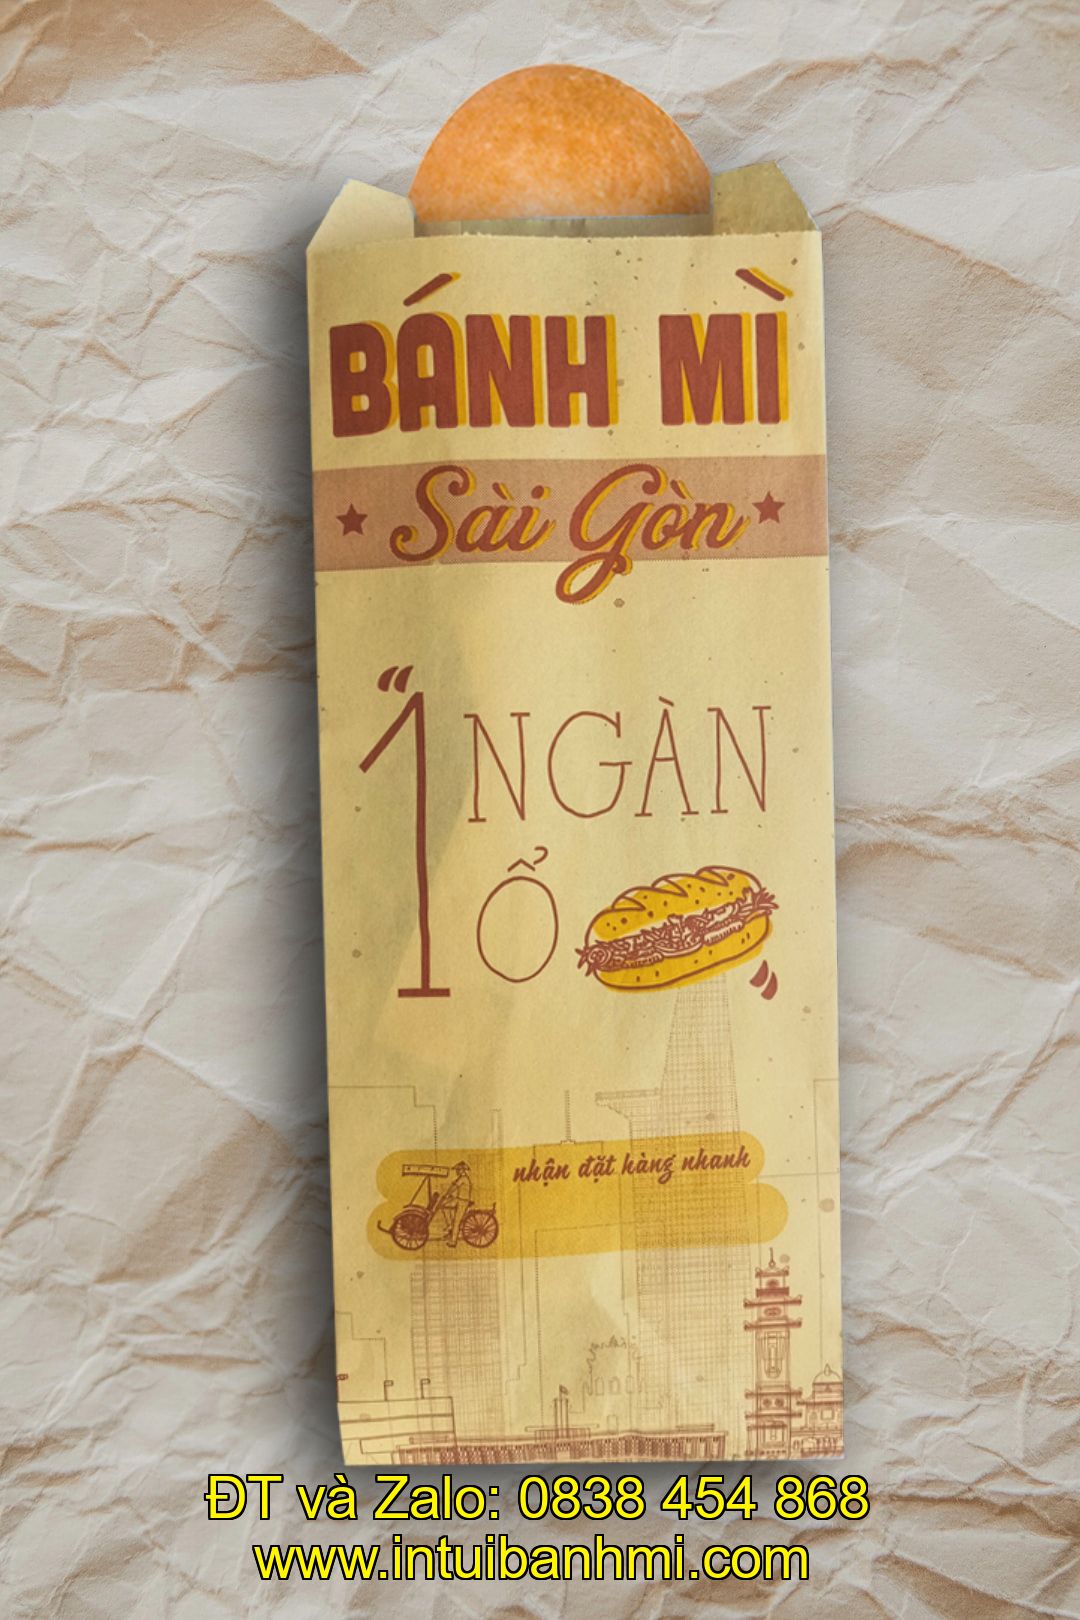 BÁNH MÌ
Sài Gòn
1 NGÀN
Ổ
nhận đặt hàng nhanh
ĐT và Zalo: 0838 454 868
www.intuibanhmi.com